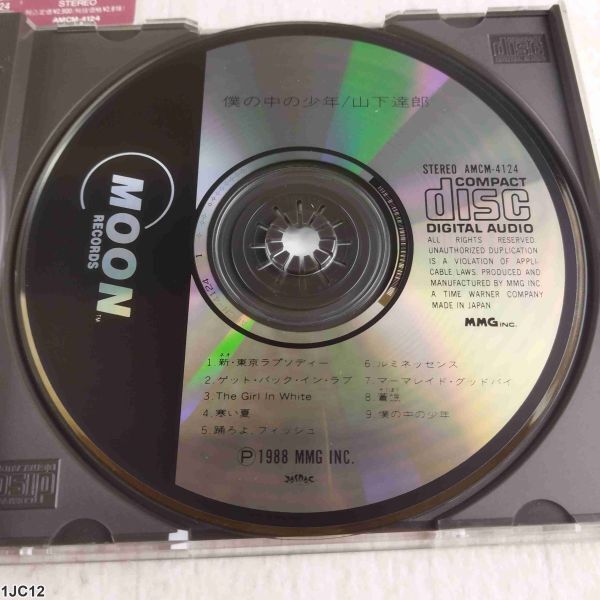 STEREO
AMCM-4124
僕の中の少年/山下達郎
MOON
RECORDS
TM
STEREO AMCM-4124
COMPACT
disc
DIGITAL AUDIO
ALL RIGHTS RESERVED.
UNAUTHORIZED DUPLICATION
IS A VIOLATION OF APPLI-
CABLE LAWS. PRODUCED AND
MANUFACTURED BY MMG INC.
A TIME WARNER COMPANY
MADE IN JAPAN
MMG INC.
1. 新・東京ラプソディー
2. ゲット・バック・イン・ラブ
3. The Girl In White
4. 寒い夏
5. 踊ろよ、フィッシュ
6. ルミネッセンス
7. マーマレイド・グッドバイ
8. 蒼氓
9. 僕の中の少年
Ⓟ 1988 MMG INC.
JASRAC
disc
1JC12